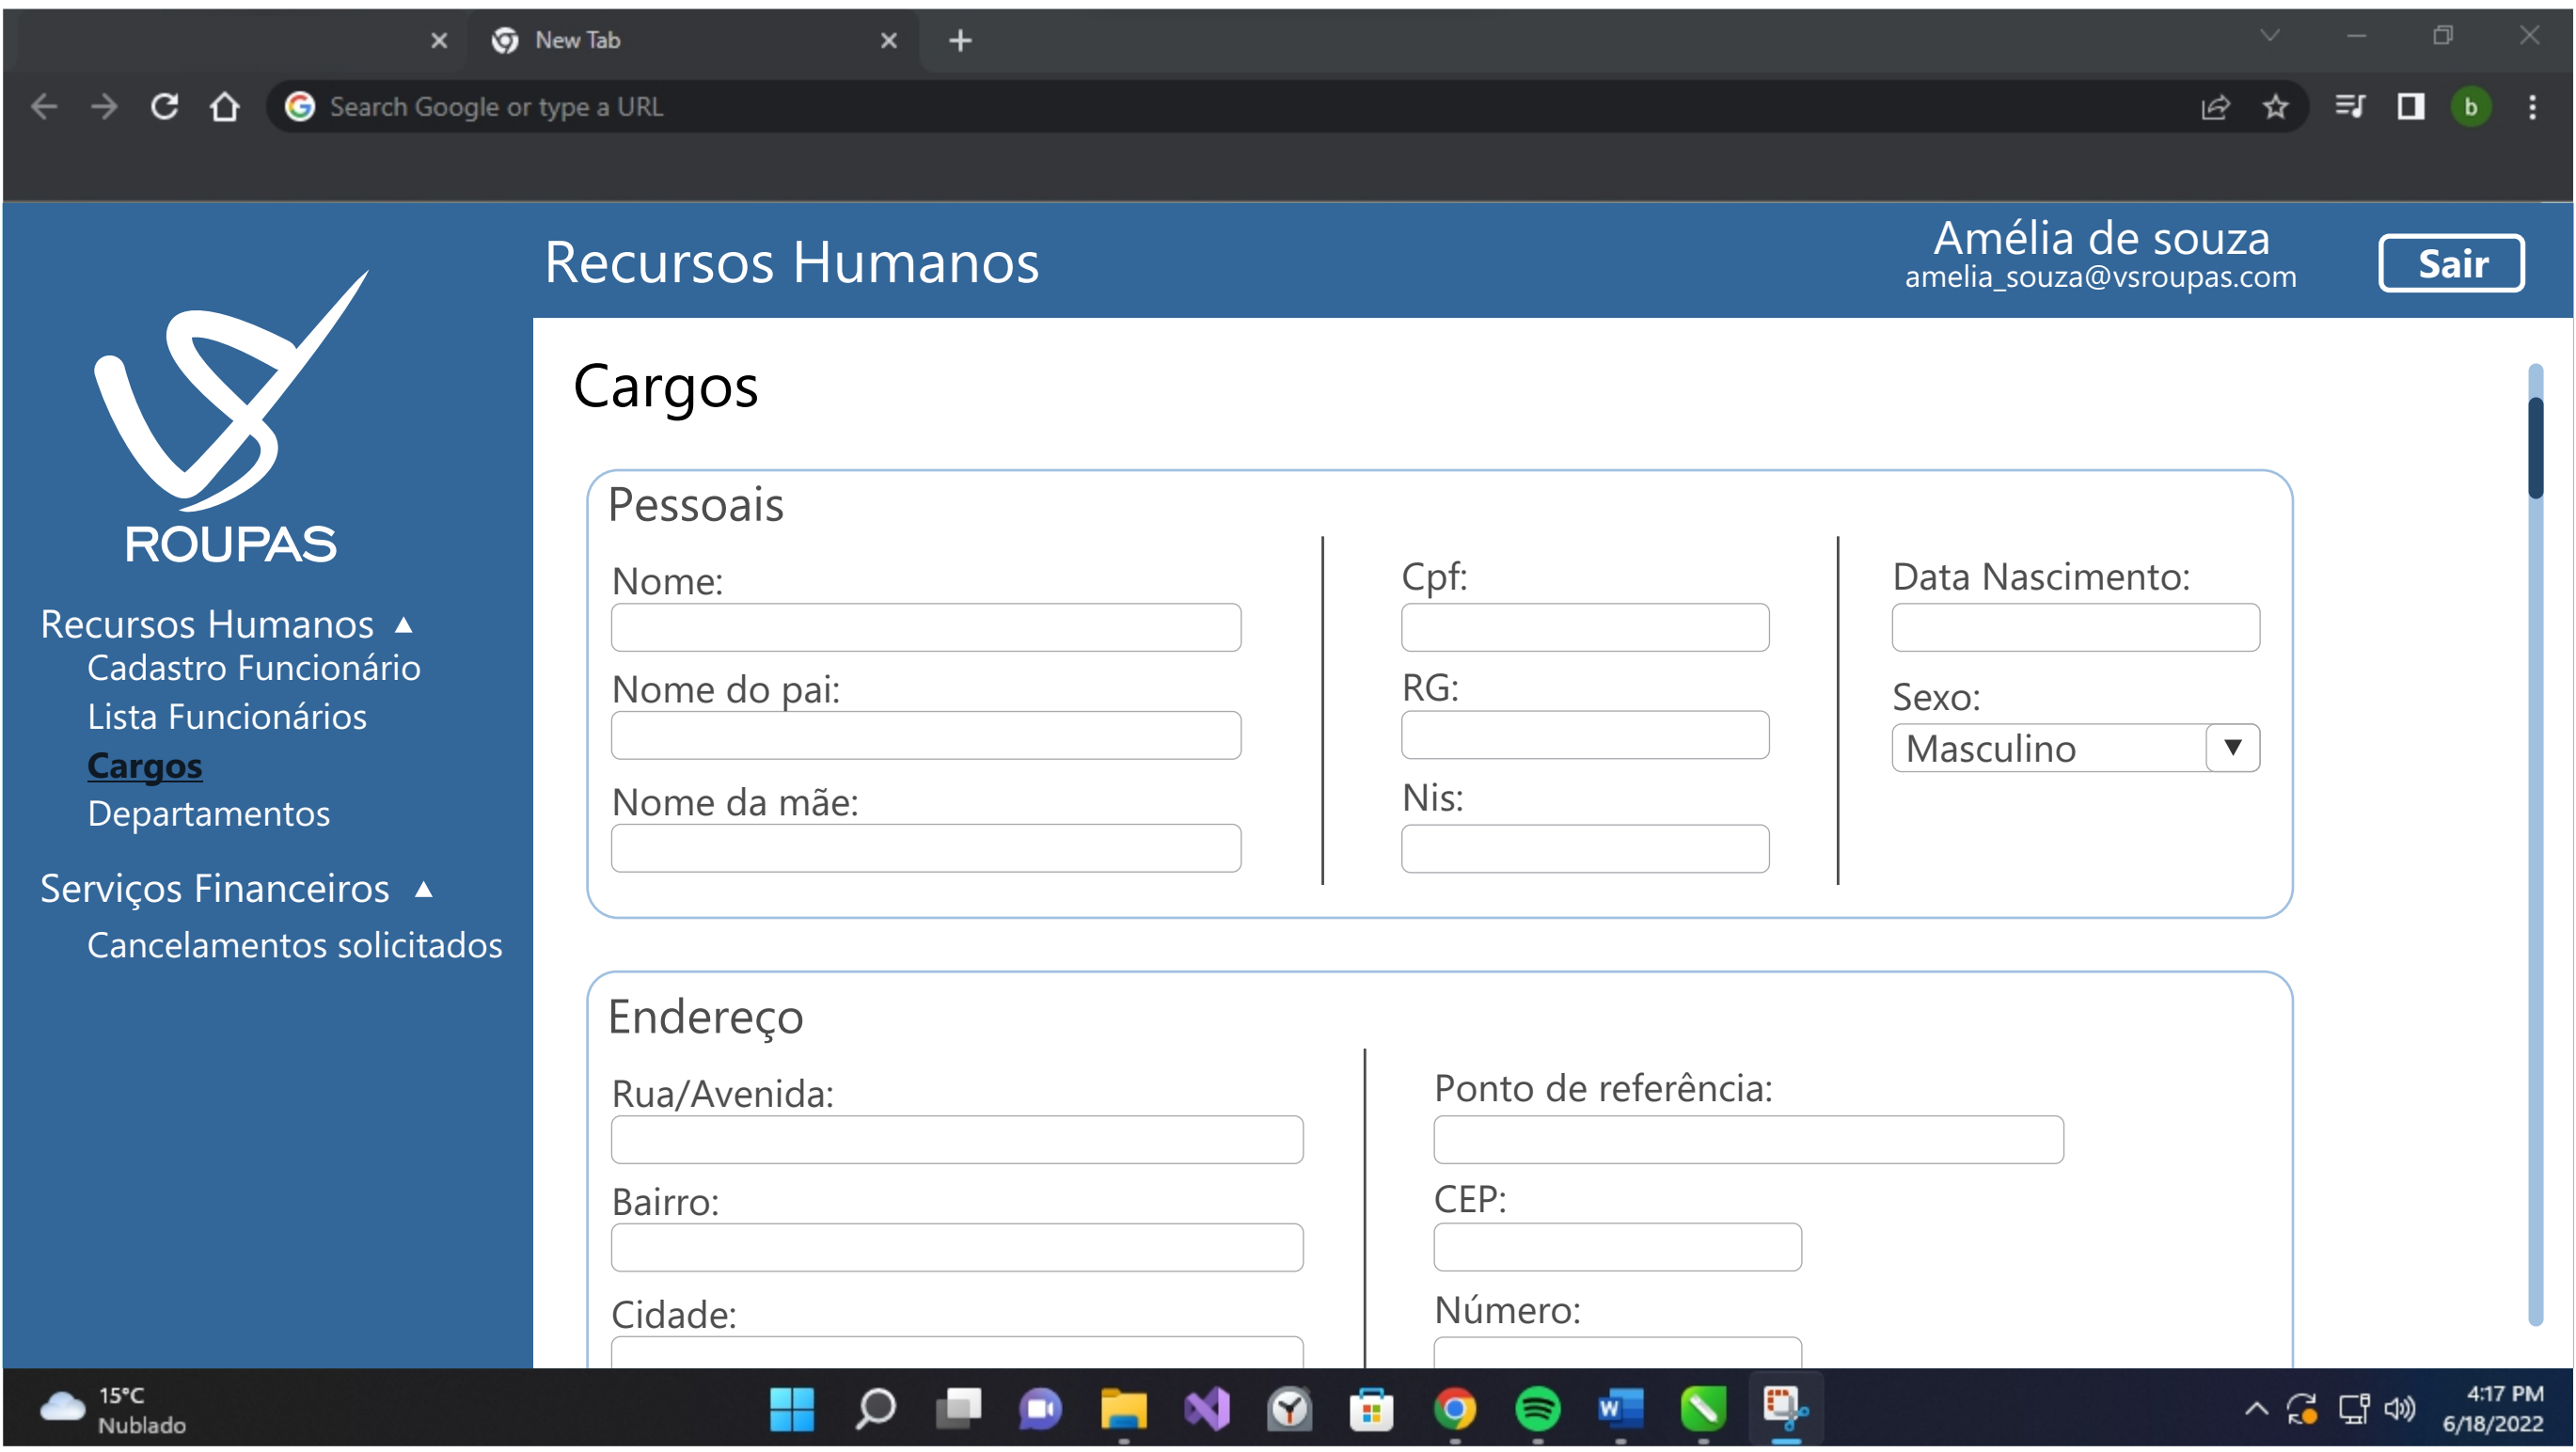 New Tab
Search Google or type a URL
b
Recursos Humanos
Amélia de souza
amelia_souza@vsroupas.com
Sair
VS
ROUPAS
Recursos Humanos ▲
Cadastro Funcionário
Lista Funcionários
Cargos
Departamentos
Serviços Financeiros ▲
Cancelamentos solicitados
Cargos
Pessoais
Nome:
Nome do pai:
Nome da mãe:
Cpf:
RG:
Nis:
Data Nascimento:
Sexo:
Masculino ▼
Endereço
Rua/Avenida:
Bairro:
Cidade:
Ponto de referência:
CEP:
Número:
15°C
Nublado
W
4:17 PM
6/18/2022